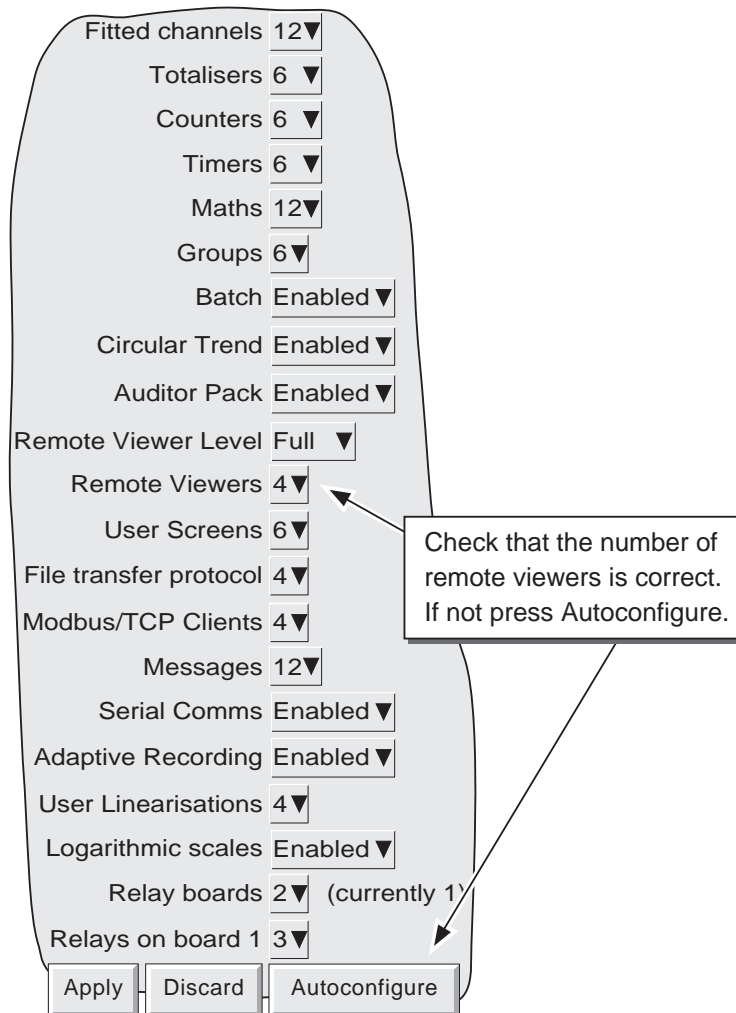 Fitted channels 12▼
Totalisers 6 ▼
Counters 6 ▼
Timers 6 ▼
Maths 12▼
Groups 6▼
Batch Enabled ▼
Circular Trend Enabled ▼
Auditor Pack Enabled ▼
Remote Viewer Level Full ▼
Remote Viewers 4▼
User Screens 6▼
File transfer protocol 4▼
Modbus/TCP Clients 4▼
Messages 12▼
Serial Comms Enabled ▼
Adaptive Recording Enabled ▼
User Linearisations 4▼
Logarithmic scales Enabled ▼
Relay boards 2▼ (currently 1)
Relays on board 1 3▼
Apply Discard Autoconfigure
Check that the number of
remote viewers is correct.
If not press Autoconfigure.